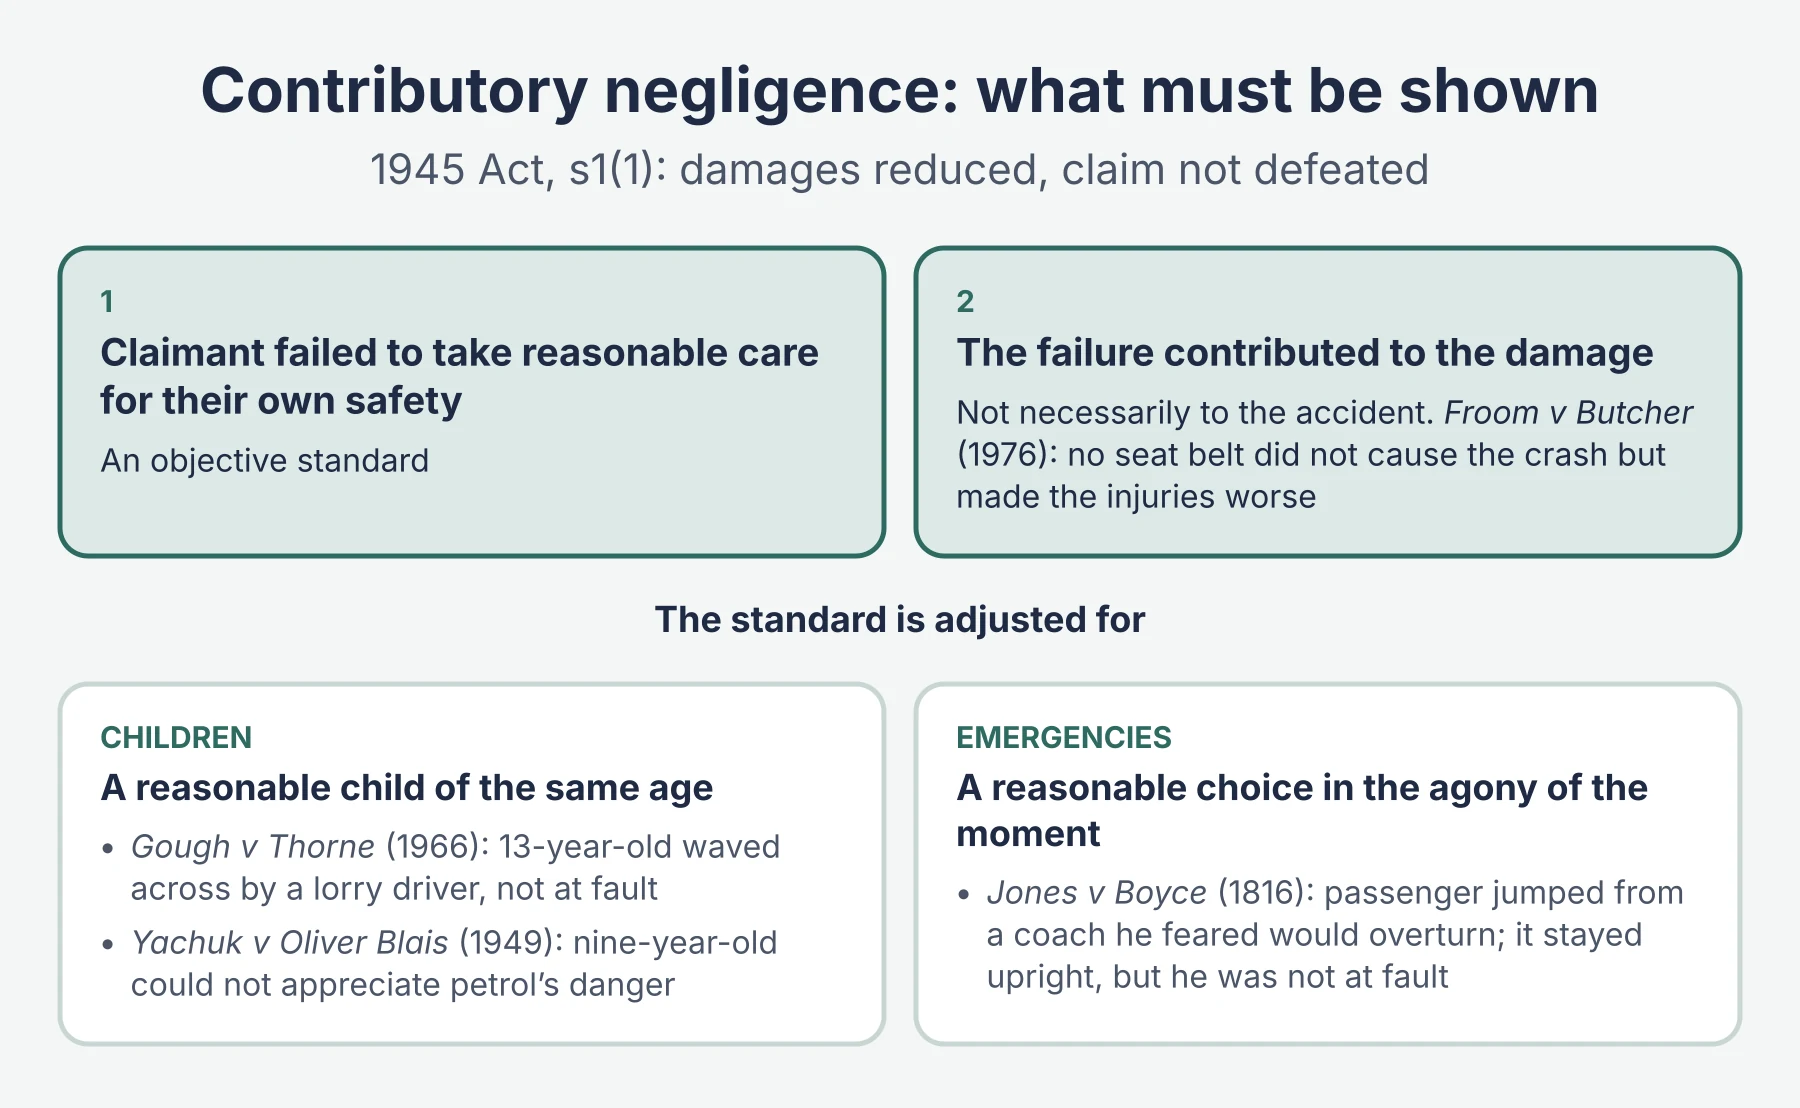 Contributory negligence: what must be shown
1945 Act, s1(1): damages reduced, claim not defeated
1
Claimant failed to take reasonable care
for their own safety
An objective standard
2
The failure contributed to the damage
Not necessarily to the accident. Froom v Butcher
(1976): no seat belt did not cause the crash but
made the injuries worse
The standard is adjusted for
CHILDREN
A reasonable child of the same age
• Gough v Thorne (1966): 13-year-old waved
across by a lorry driver, not at fault
• Yachuk v Oliver Blais (1949): nine-year-old
could not appreciate petrol’s danger
EMERGENCIES
A reasonable choice in the agony of the
moment
• Jones v Boyce (1816): passenger jumped from
a coach he feared would overturn; it stayed
upright, but he was not at fault